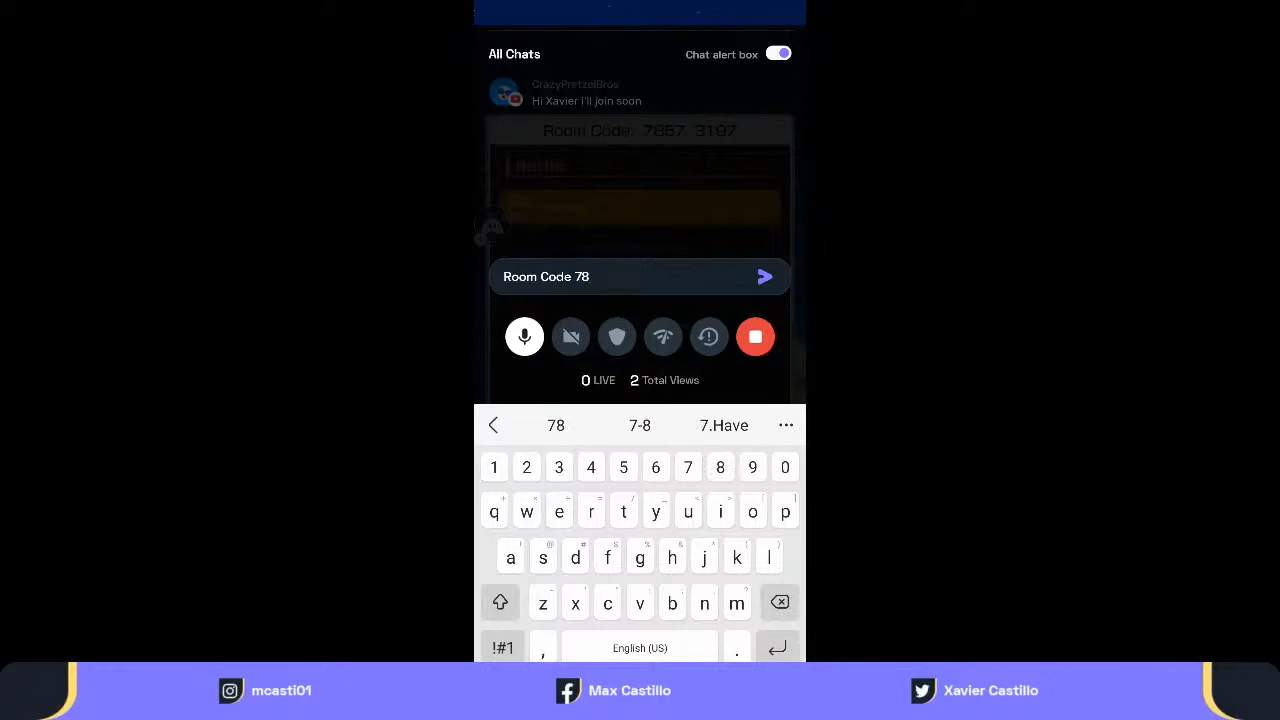 All Chats
Chat alert box
CrazyPretzelBros
Hi Xavier i'll join soon
Room Code: 7867 3197
Room Code 78
0 LIVE 2 Total Views
78 7-8 7.Have ...
1 2 3 4 5 6 7 8 9 0
q w e r t y u i o p
a s d f g h j k l
z x c v b n m
!#1 , English (US) .
mcasti01 Max Castillo Xavier Castillo